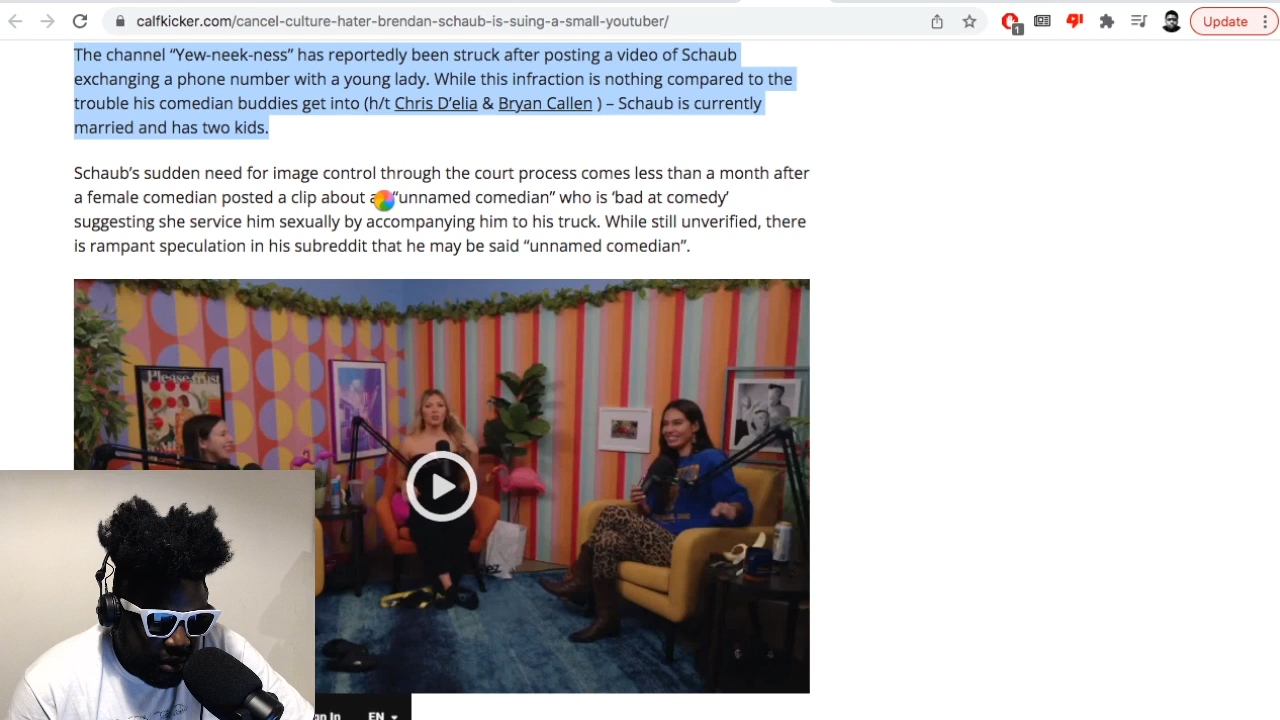 calfkicker.com/cancel-culture-hater-brendan-schaub-is-suing-a-small-youtuber/
1
Update
The channel “Yew-neek-ness” has reportedly been struck after posting a video of Schaub
exchanging a phone number with a young lady. While this infraction is nothing compared to the
trouble his comedian buddies get into (h/t Chris D’elia & Bryan Callen ) – Schaub is currently
married and has two kids.
Schaub’s sudden need for image control through the court process comes less than a month after
a female comedian posted a clip about “unnamed comedian” who is ‘bad at comedy’
suggesting she service him sexually by accompanying him to his truck. While still unverified, there
is rampant speculation in his subreddit that he may be said “unnamed comedian”.
In
EN